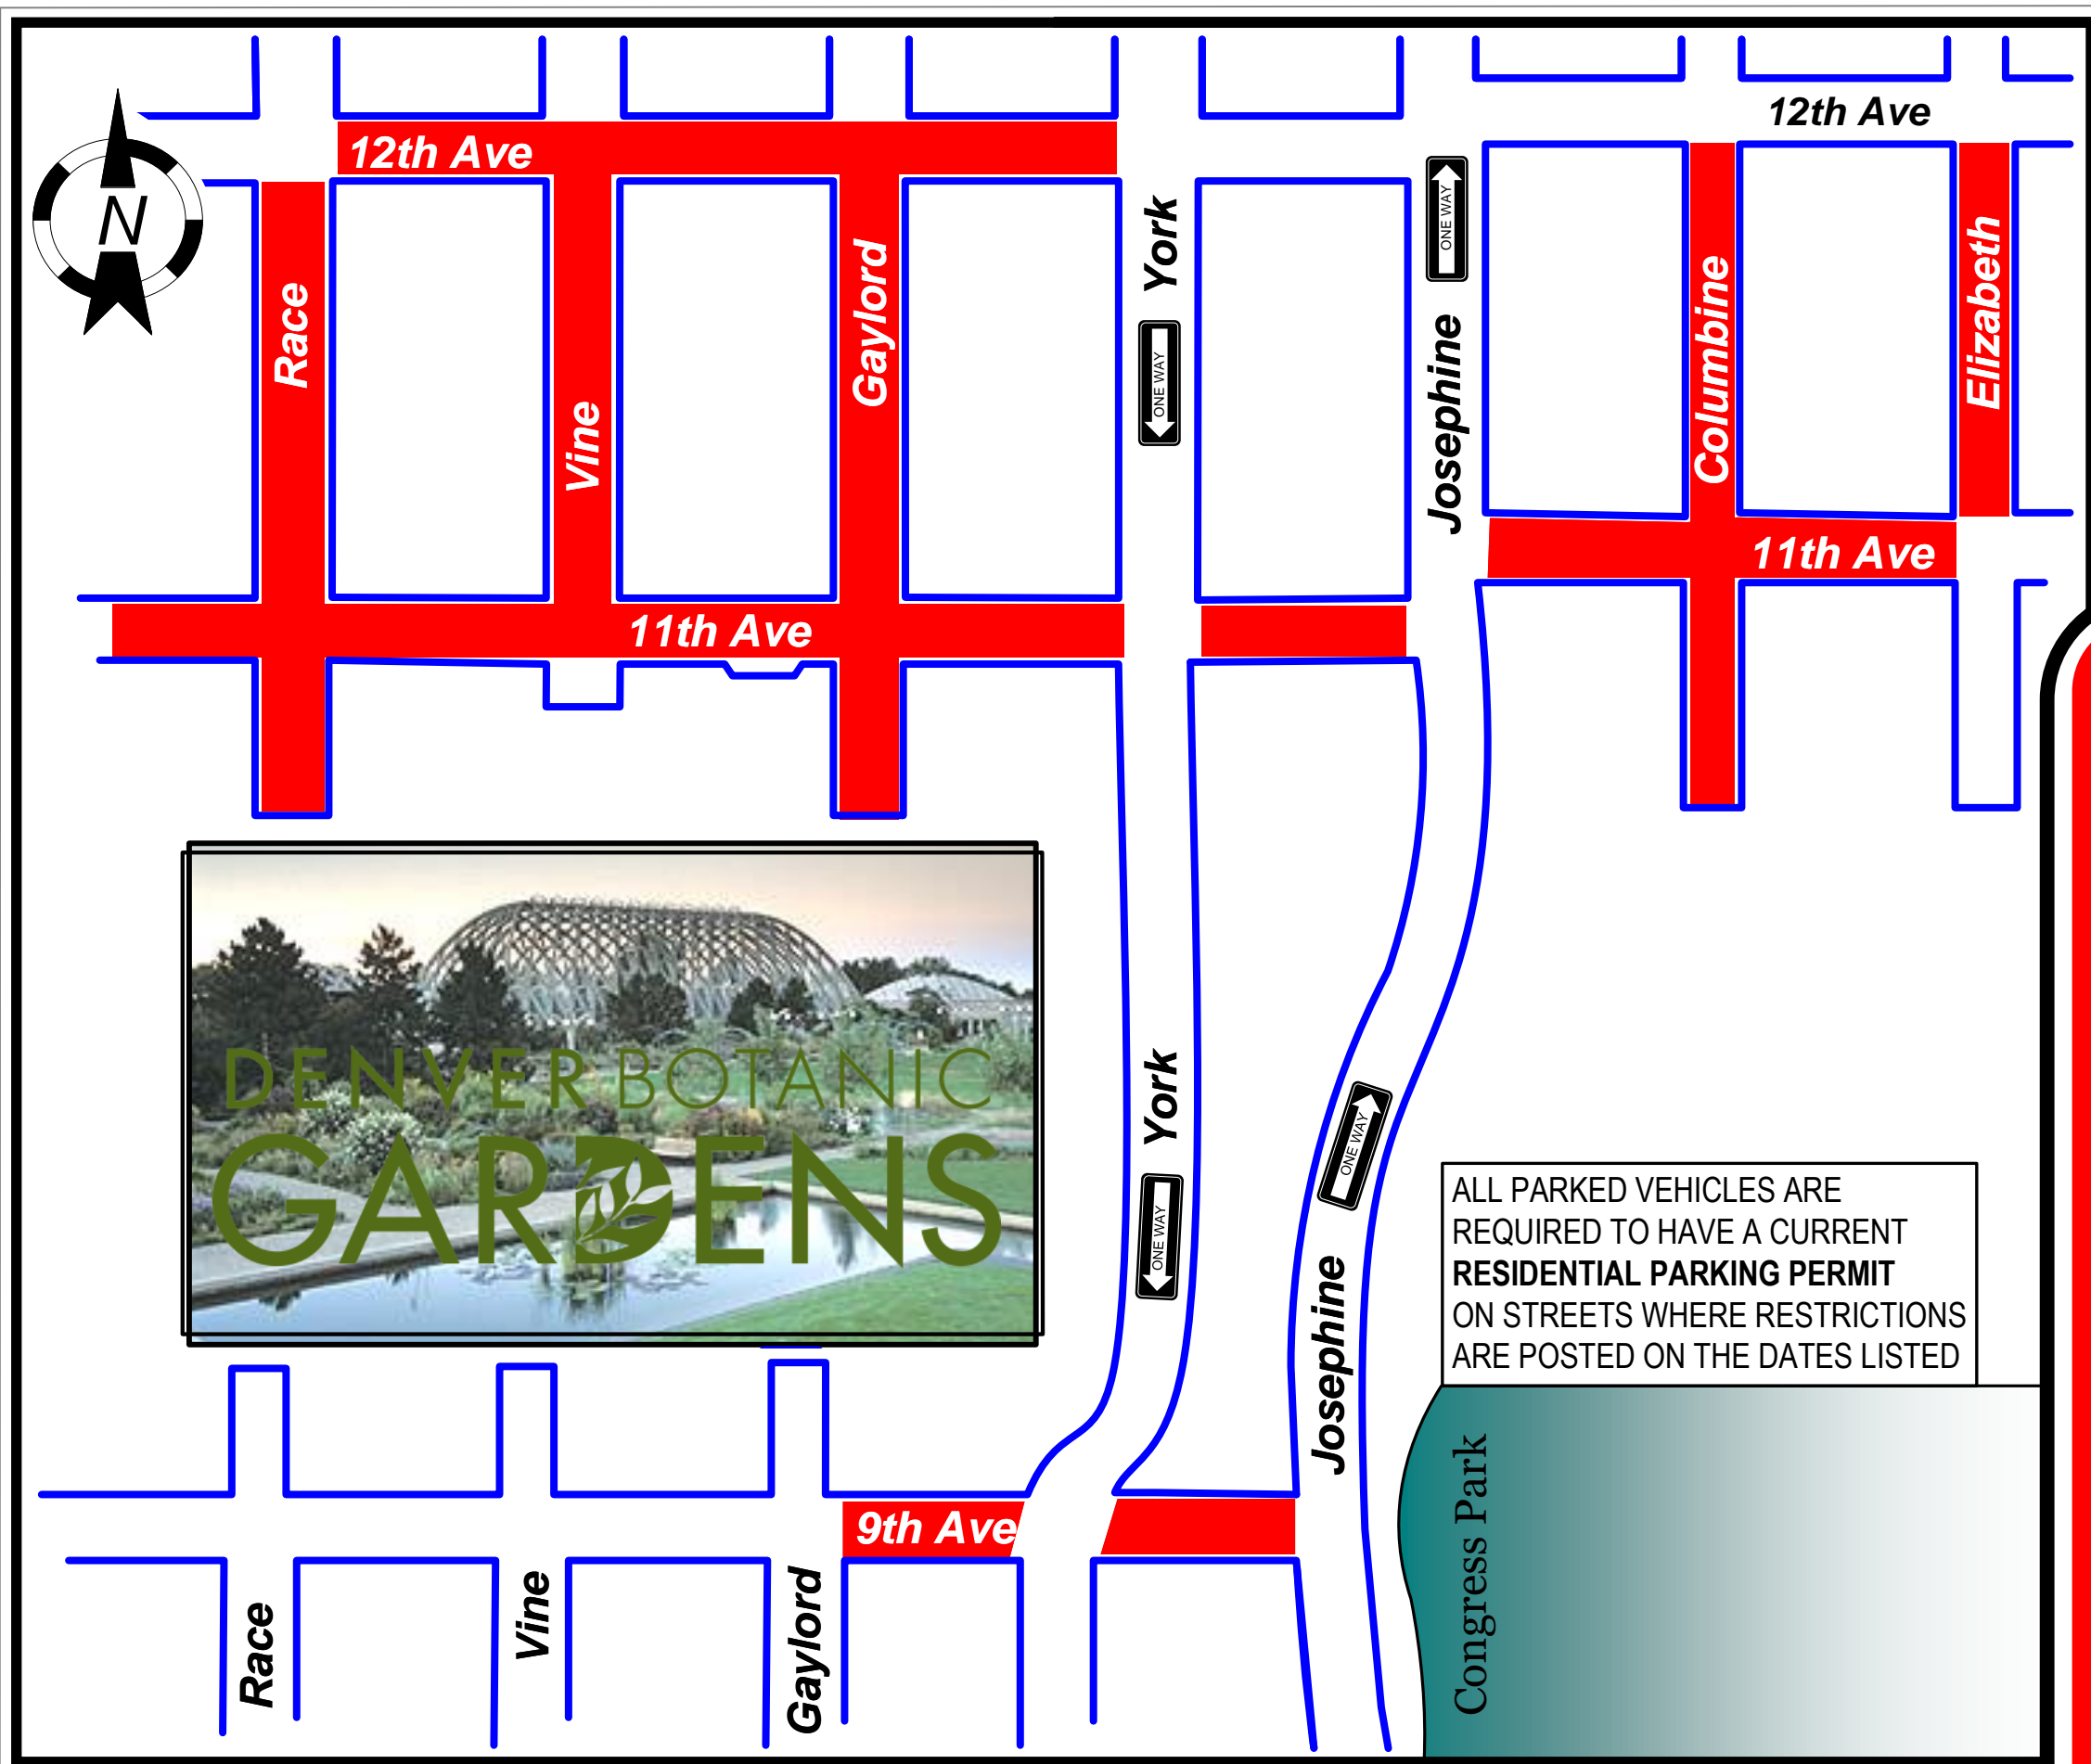 12th Ave
12th Ave
N
Race
Vine
Gaylord
York
ONE WAY
ONE WAY
Josephine
Columbine
Elizabeth
11th Ave
11th Ave
DENVER BOTANIC
GARDENS
York
ONE WAY
ONE WAY
Josephine
ALL PARKED VEHICLES ARE
REQUIRED TO HAVE A CURRENT
RESIDENTIAL PARKING PERMIT
ON STREETS WHERE RESTRICTIONS
ARE POSTED ON THE DATES LISTED
Congress Park
9th Ave
Race
Vine
Gaylord